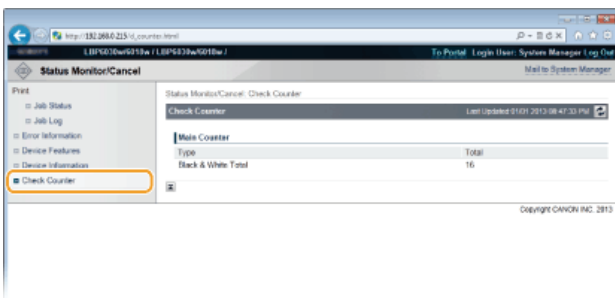 http://192.168.0.215/d_counter.html
LBP6030w/6018w / LBP6030w/6018w /
To Portal Login User: System Manager Log Out
Status Monitor/Cancel
Mail to System Manager
Print
Job Status
Job Log
Error Information
Device Features
Device Information
Check Counter
Status Monitor/Cancel: Check Counter
Check Counter
Last Updated 01/01 2013 08:47:33 PM
Main Counter
Type Total
Black & White Total 16
Copyright CANON INC. 2013